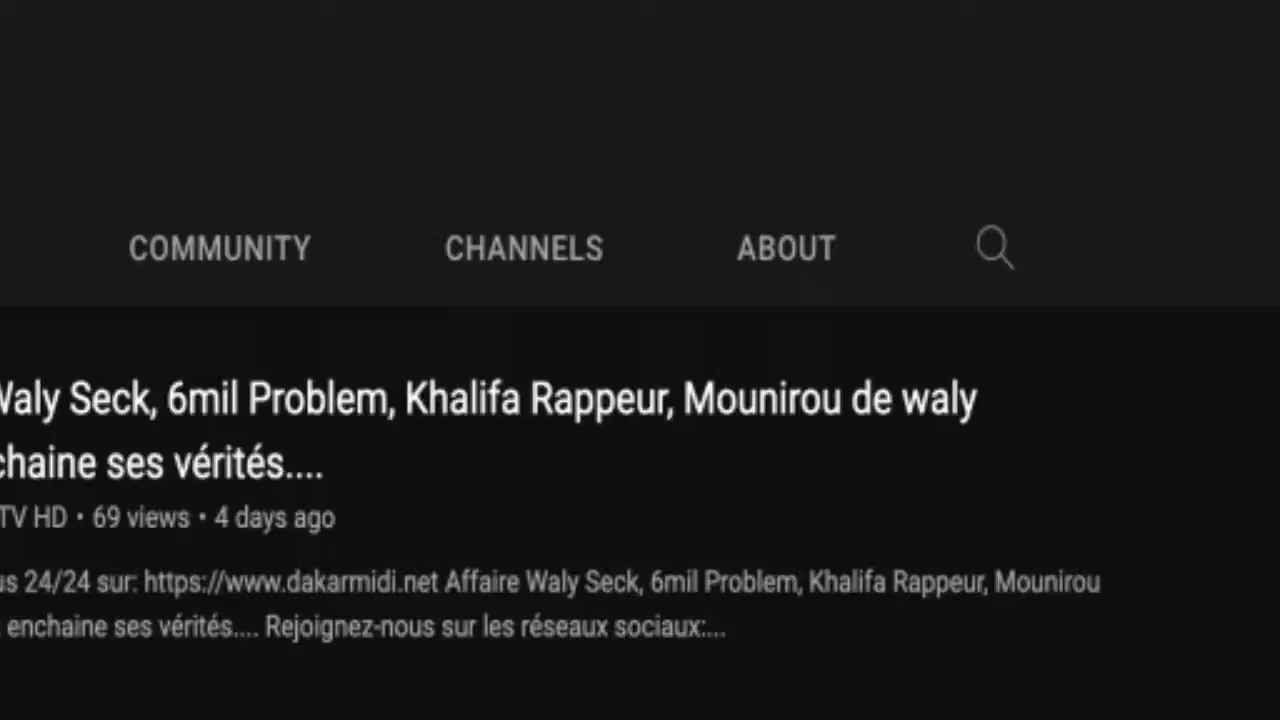 COMMUNITY CHANNELS ABOUT
Waly Seck, 6mil Problem, Khalifa Rappeur, Mounirou de waly
chaine ses vérités....
TV HD • 69 views • 4 days ago
us 24/24 sur: https://www.dakarmidi.net Affaire Waly Seck, 6mil Problem, Khalifa Rappeur, Mounirou
enchaine ses vérités.... Rejoignez-nous sur les réseaux sociaux:...